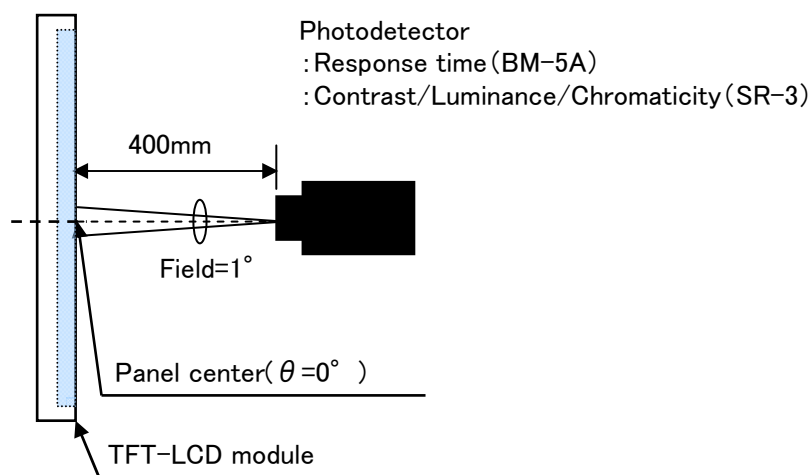 Photodetector
:Response time(BM-5A)
:Contrast/Luminance/Chromaticity(SR-3)
400mm
Field=1°
Panel center(θ=0°)
TFT-LCD module